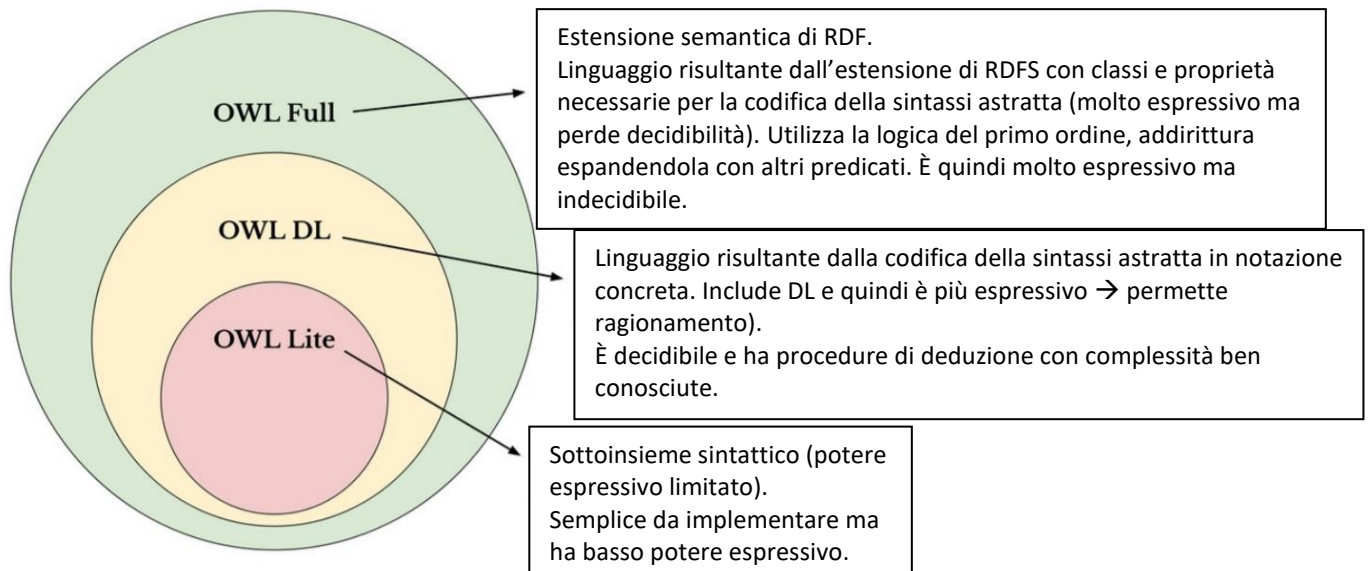 OWL Full
OWL DL
OWL Lite
Estensione semantica di RDF.
Linguaggio risultante dall'estensione di RDFS con classi e proprietà
necessarie per la codifica della sintassi astratta (molto espressivo ma
perde decidibilità). Utilizza la logica del primo ordine, addirittura
espandendola con altri predicati. È quindi molto espressivo ma
indecidibile.
Linguaggio risultante dalla codifica della sintassi astratta in notazione
concreta. Include DL e quindi è più espressivo → permette
ragionamento).
È decidibile e ha procedure di deduzione con complessità ben
conosciute.
Sottoinsieme sintattico (potere
espressivo limitato).
Semplice da implementare ma
ha basso potere espressivo.